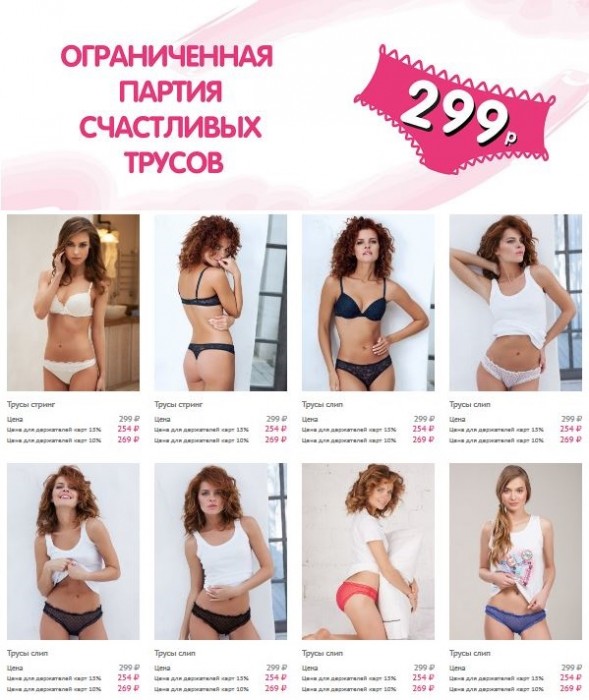 ОГРАНИЧЕННАЯ
ПАРТИЯ
СЧАСТЛИВЫХ
ТРУСОВ
299р
Трусы стринг
Цена 299 ₽
Цена для держателей карт 15% 254 ₽
Цена для держателей карт 10% 269 ₽
Трусы стринг
Цена 299 ₽
Цена для держателей карт 15% 254 ₽
Цена для держателей карт 10% 269 ₽
Трусы слип
Цена 299 ₽
Цена для держателей карт 15% 254 ₽
Цена для держателей карт 10% 269 ₽
Трусы слип
Цена 299 ₽
Цена для держателей карт 15% 254 ₽
Цена для держателей карт 10% 269 ₽
Трусы слип
Цена 299 ₽
Цена для держателей карт 15% 254 ₽
Цена для держателей карт 10% 269 ₽
Трусы слип
Цена 299 ₽
Цена для держателей карт 15% 254 ₽
Цена для держателей карт 10% 269 ₽
Трусы слип
Цена 299 ₽
Цена для держателей карт 15% 254 ₽
Цена для держателей карт 10% 269 ₽
Трусы слип
Цена 299 ₽
Цена для держателей карт 15% 254 ₽
Цена для держателей карт 10% 269 ₽